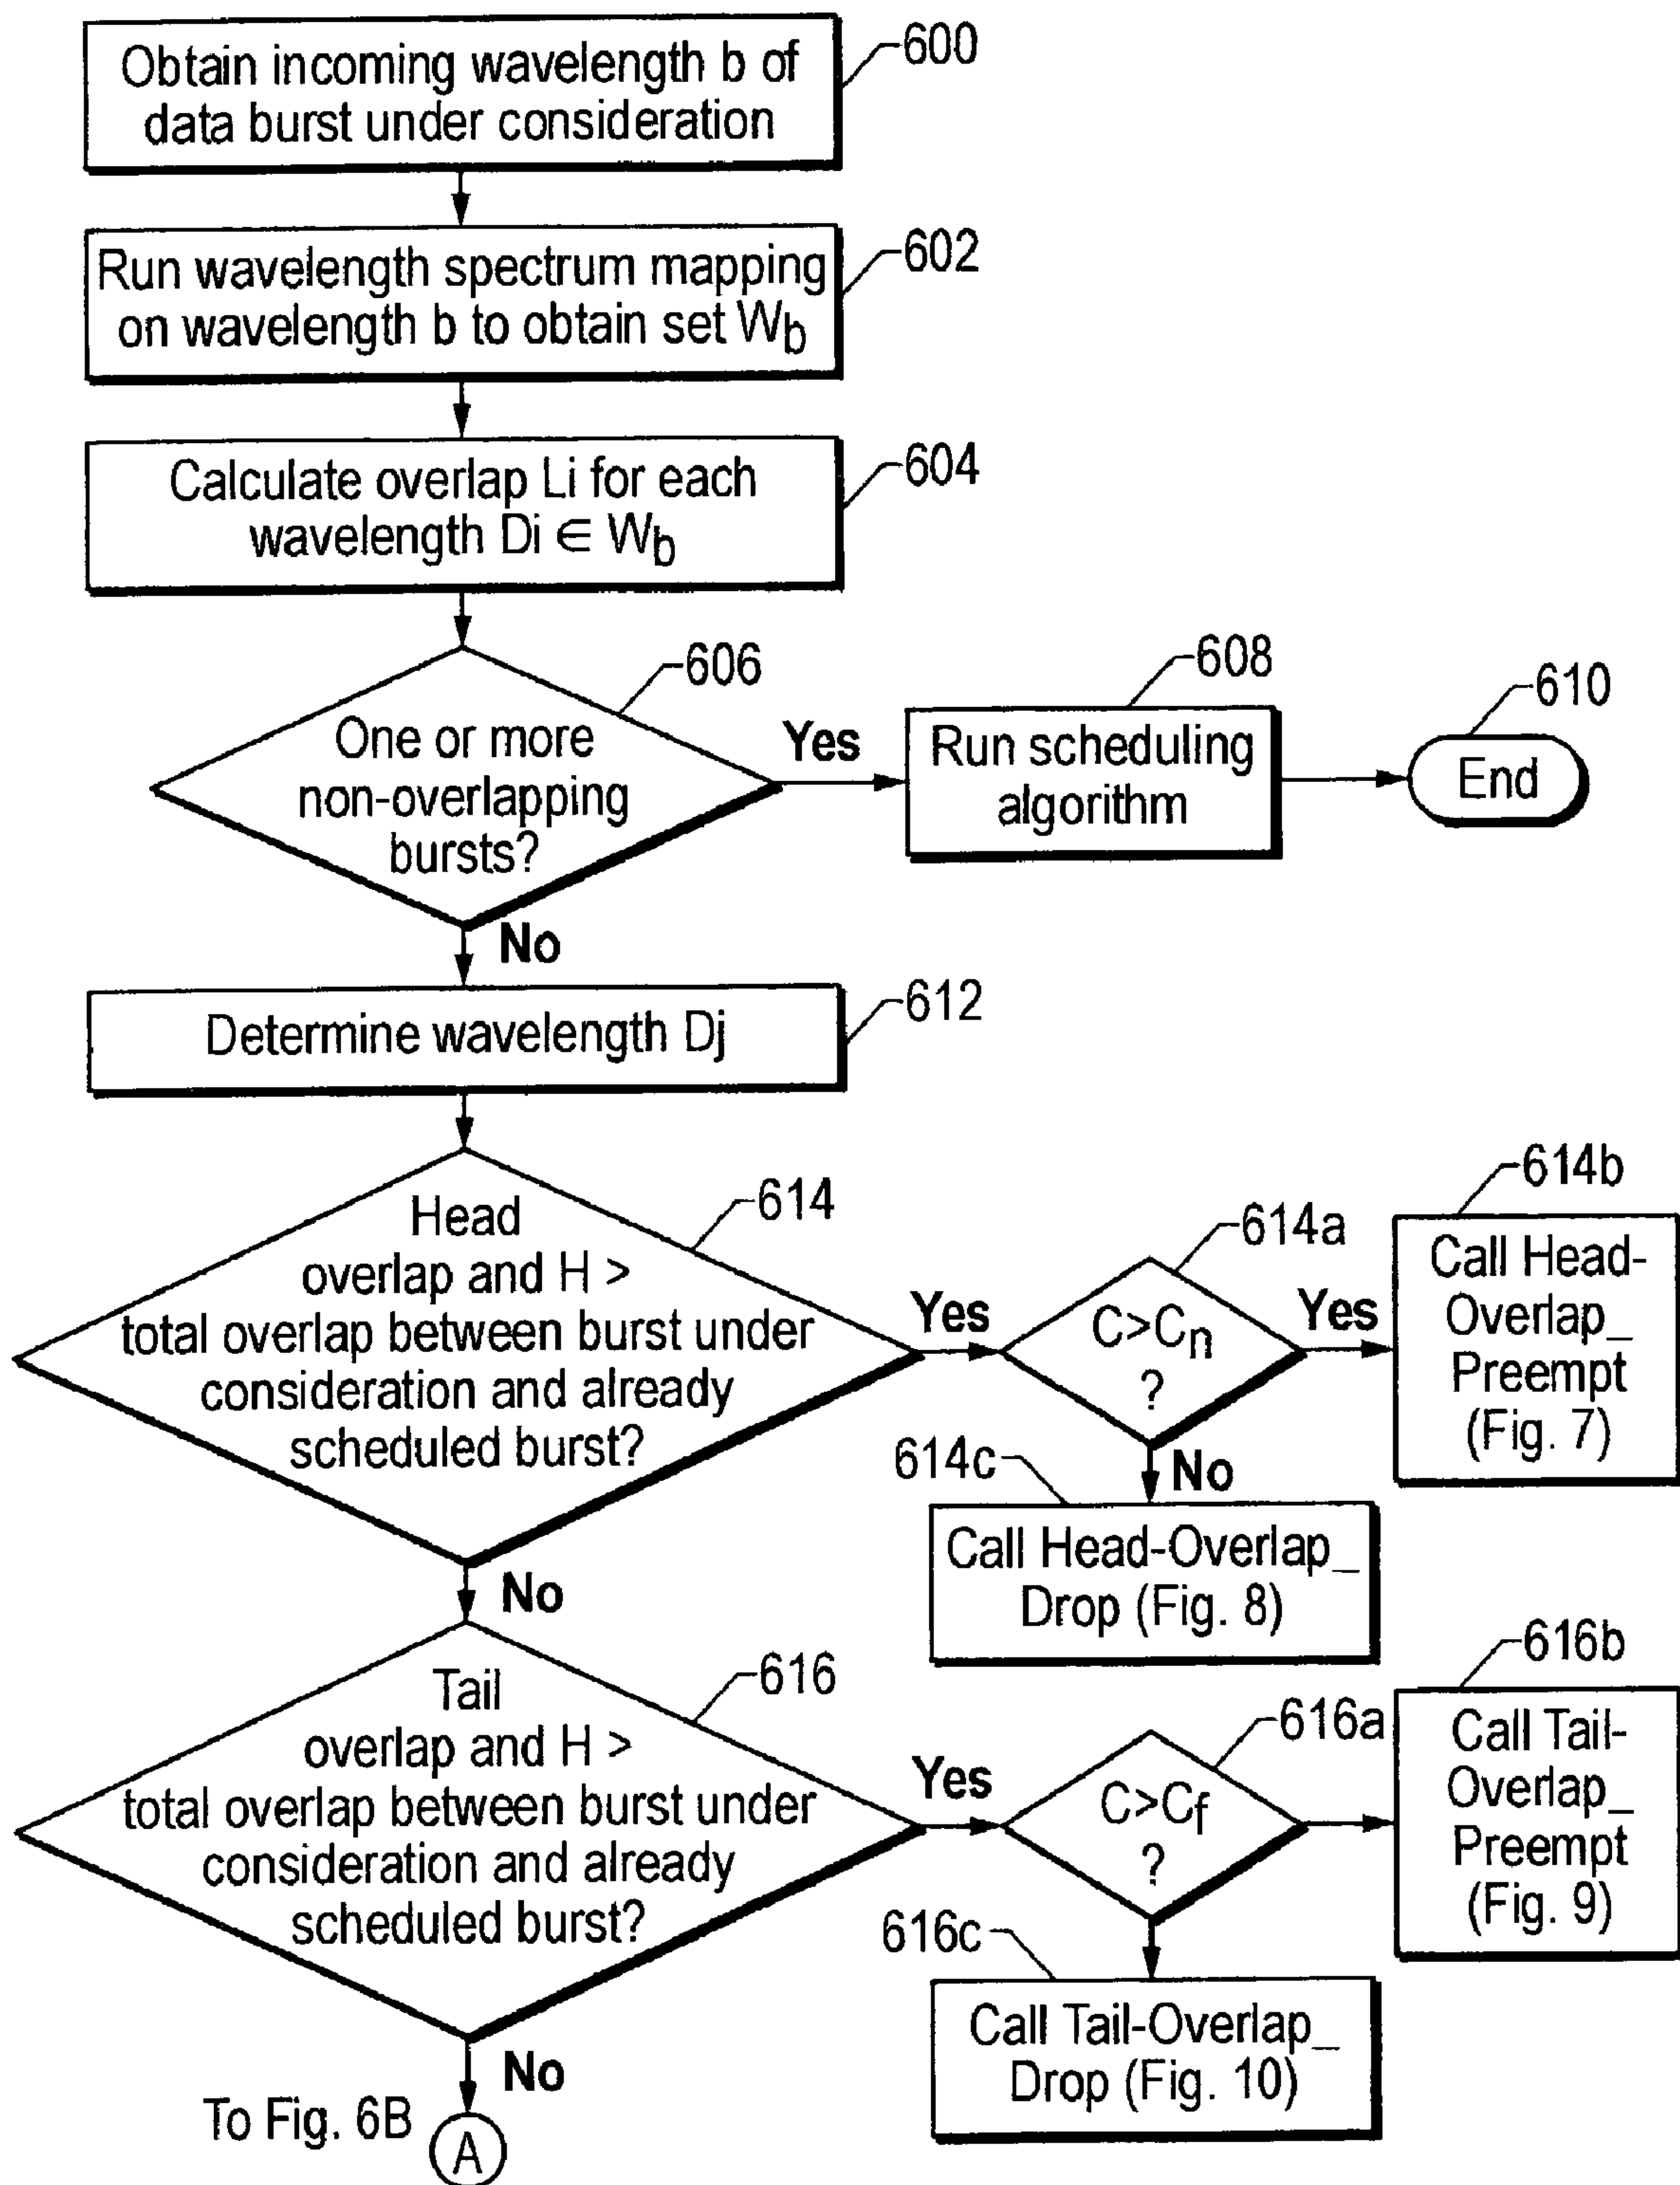 Obtain incoming wavelength b of
data burst under consideration
600
Run wavelength spectrum mapping
on wavelength b to obtain set Wb
602
Calculate overlap Li for each
wavelength Di ∈ Wb
604
One or more
non-overlapping
bursts?
606
Yes
Run scheduling
algorithm
608
End
610
No
Determine wavelength Dj
612
Head
overlap and H >
total overlap between burst under
consideration and already
scheduled burst?
614
Yes
C>Cn
?
614a
Yes
Call Head-
Overlap_
Preempt
(Fig. 7)
614b
No
614c
Call Head-Overlap_
Drop (Fig. 8)
No
Tail
overlap and H >
total overlap between burst under
consideration and already
scheduled burst?
616
Yes
C>Cf
?
616a
Call Tail-
Overlap_
Preempt
(Fig. 9)
616b
616c
Call Tail-Overlap_
Drop (Fig. 10)
No
To Fig. 6B
A